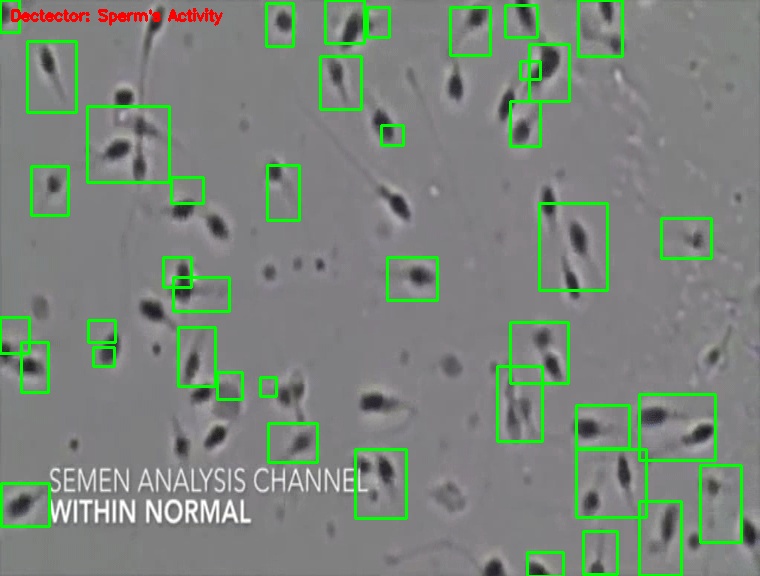 Dectector: Sperm's Activity
SEMEN ANALYSIS CHANNEL
WITHIN NORMAL